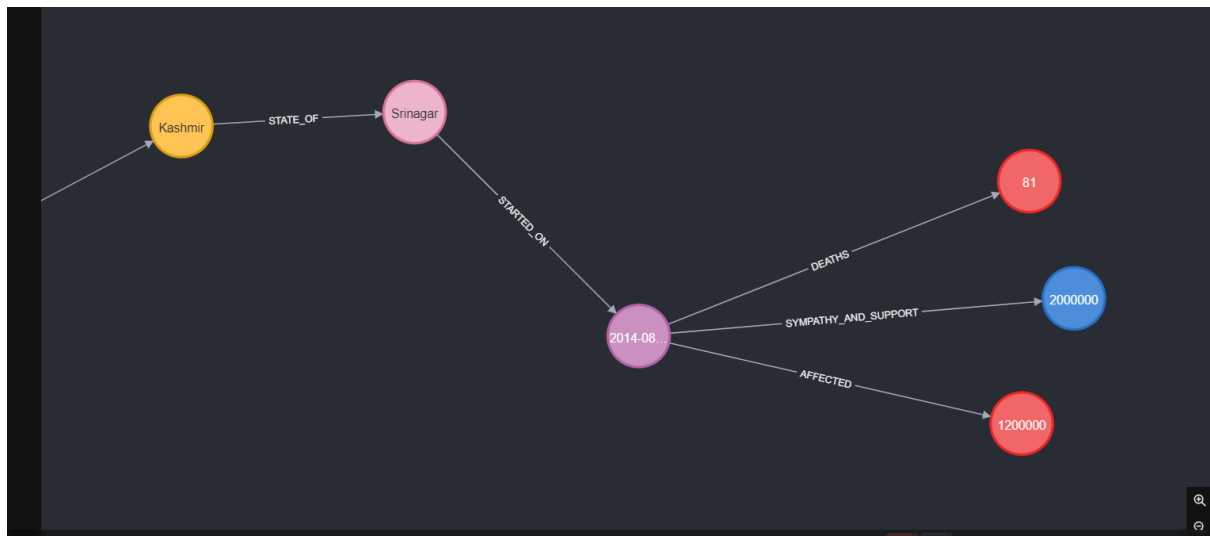 Kashmir
STATE_OF
Srinagar
STARTED_ON
81
DEATHS
2000000
SYMPATHY_AND_SUPPORT
2014-08...
AFFECTED
1200000